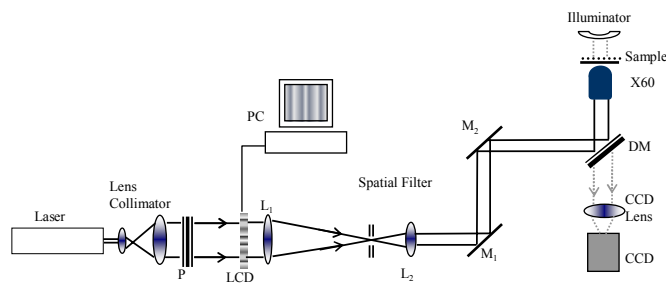 Illuminator
Sample
X60
PC
M2
DM
Lens
Collimator
Spatial Filter
CCD
Lens
Laser
L1
P
LCD
L2
M1
CCD